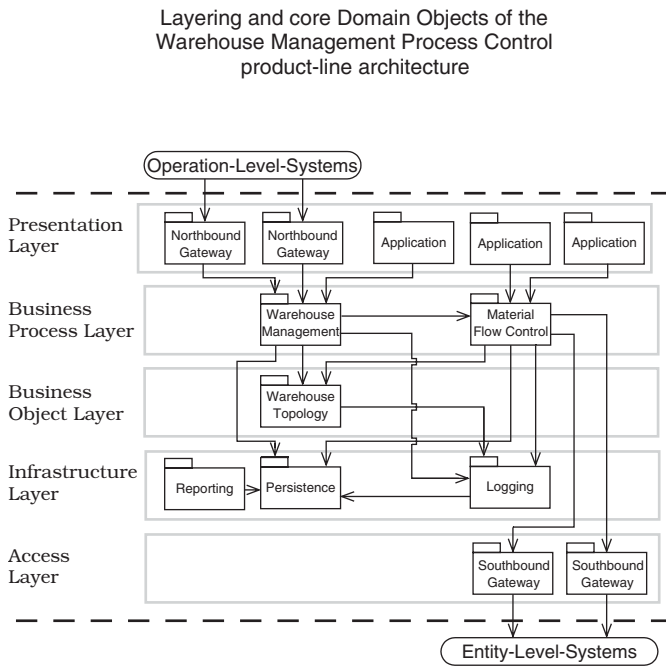 Layering and core Domain Objects of the
Warehouse Management Process Control
product-line architecture
Operation-Level-Systems
Presentation
Layer
Northbound
Gateway
Northbound
Gateway
Application
Application
Application
Business
Process Layer
Warehouse
Management
Material
Flow Control
Business
Object Layer
Warehouse
Topology
Infrastructure
Layer
Reporting
Persistence
Logging
Access
Layer
Southbound
Gateway
Southbound
Gateway
Entity-Level-Systems